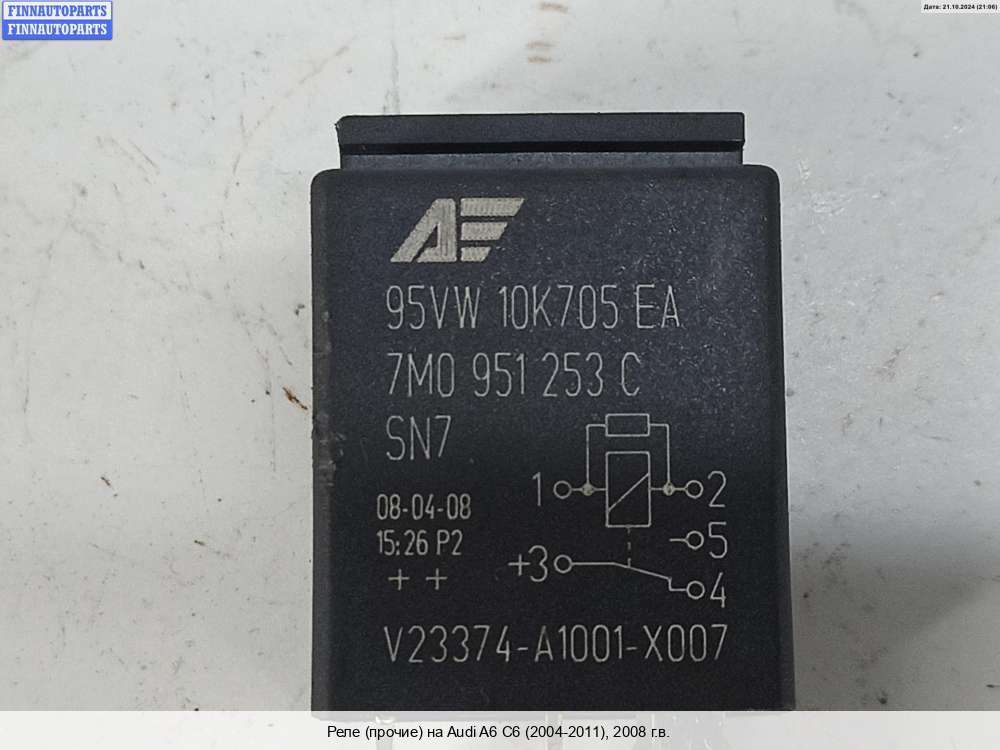 FINNAUTOPARTS
FINNAUTOPARTS
Дата: 21.10.2024 (21:06)
AE
95VW 10K705 EA
7M0 951 253 C
SN7
1 2
08-04-08
5
15:26 P2
+3
+ +
4
V23374-A1001-X007
Реле (прочие) на Audi A6 C6 (2004-2011), 2008 г.в.